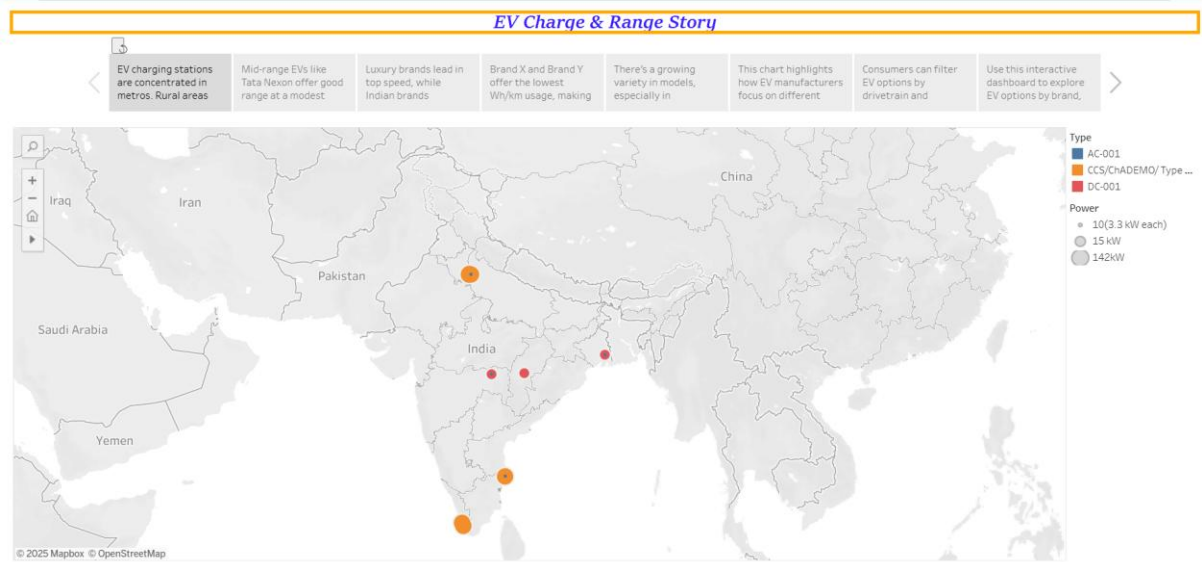 EV Charge & Range Story
EV charging stations
are concentrated in
metros. Rural areas
Mid-range EVs like
Tata Nexon offer good
range at a modest
Luxury brands lead in
top speed, while
Indian brands
Brand X and Brand Y
offer the lowest
Wh/km usage, making
There's a growing
variety in models,
especially in
This chart highlights
how EV manufacturers
focus on different
Consumers can filter
EV options by
drivetrain and
Use this interactive
dashboard to explore
EV options by brand,
Type
AC-001
CCS/ChAdEMO/ Type ...
DC-001
Power
10(3.3 kW each)
15 kW
142kW
China
Iraq
Iran
Pakistan
Saudi Arabia
India
Yemen
© 2025 Mapbox © OpenStreetMap